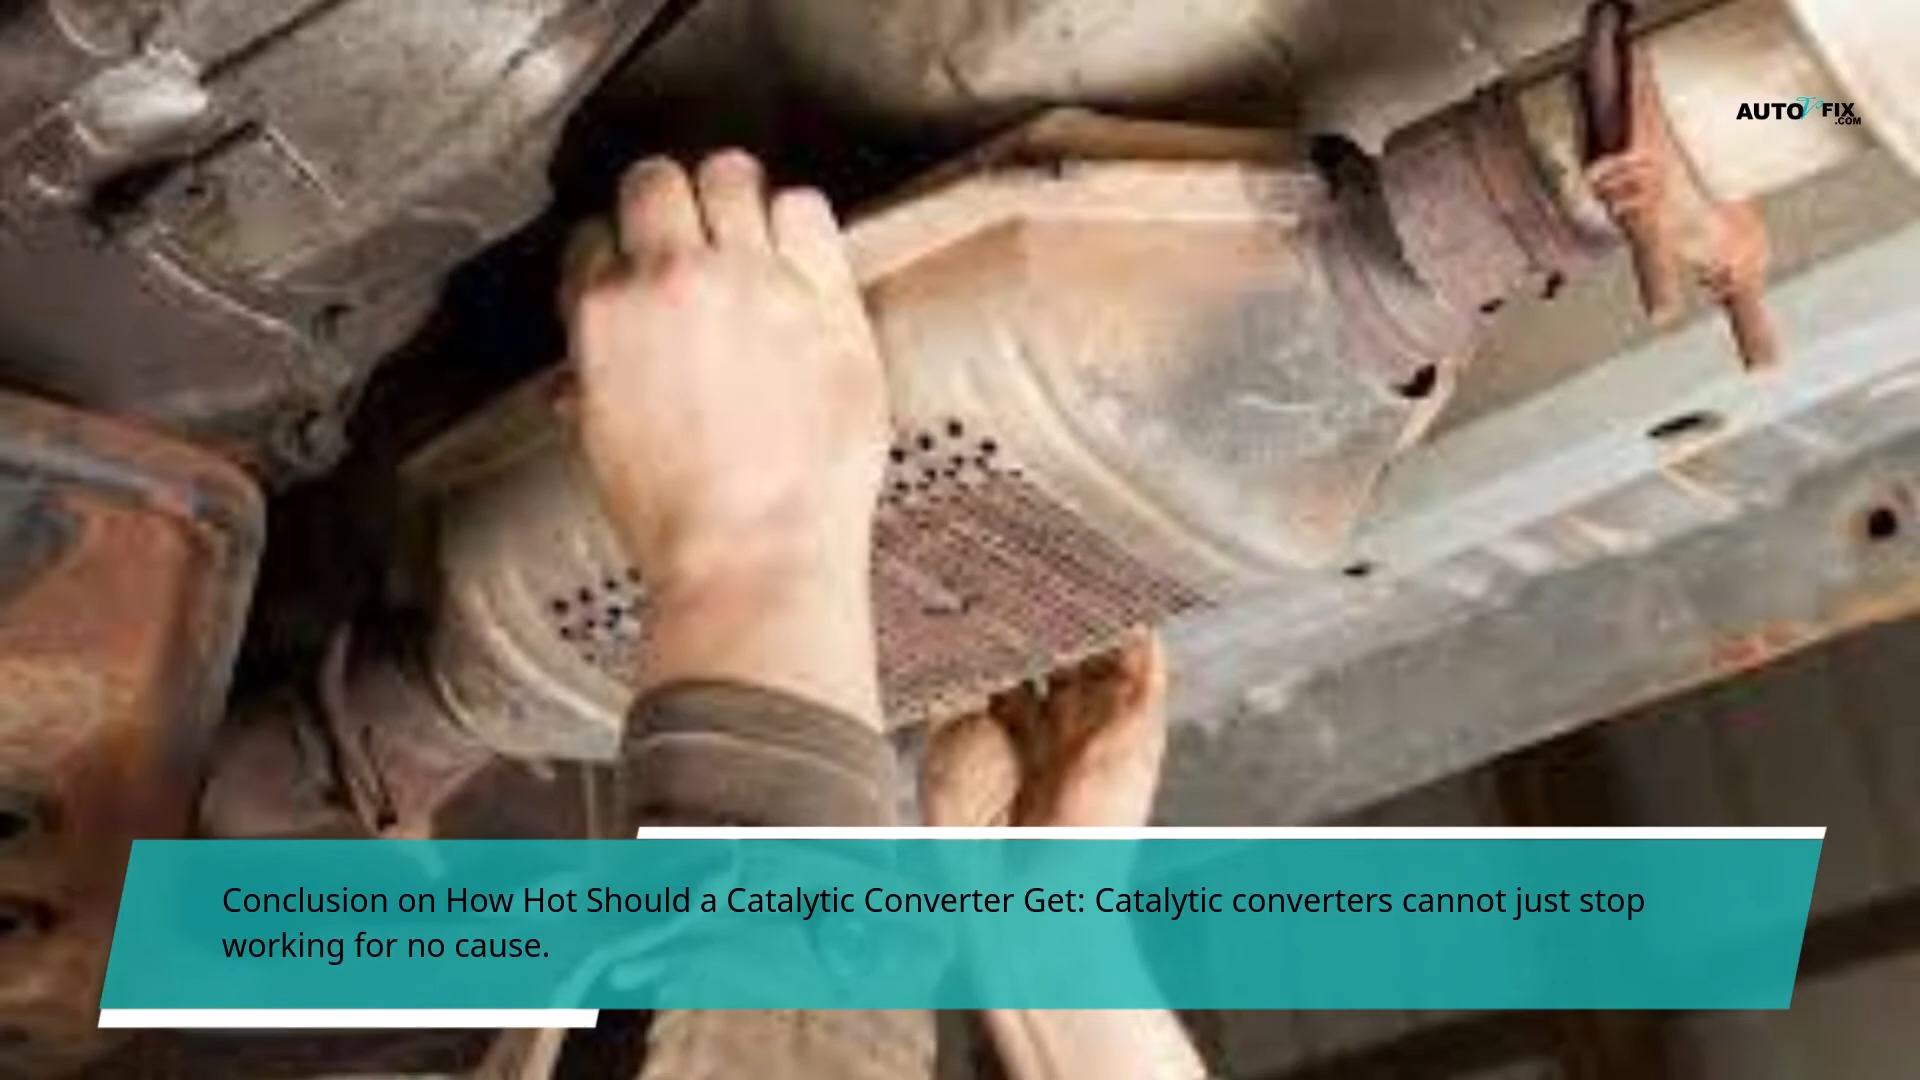 AUTO FIX
.COM
Conclusion on How Hot Should a Catalytic Converter Get: Catalytic converters cannot just stop
working for no cause.